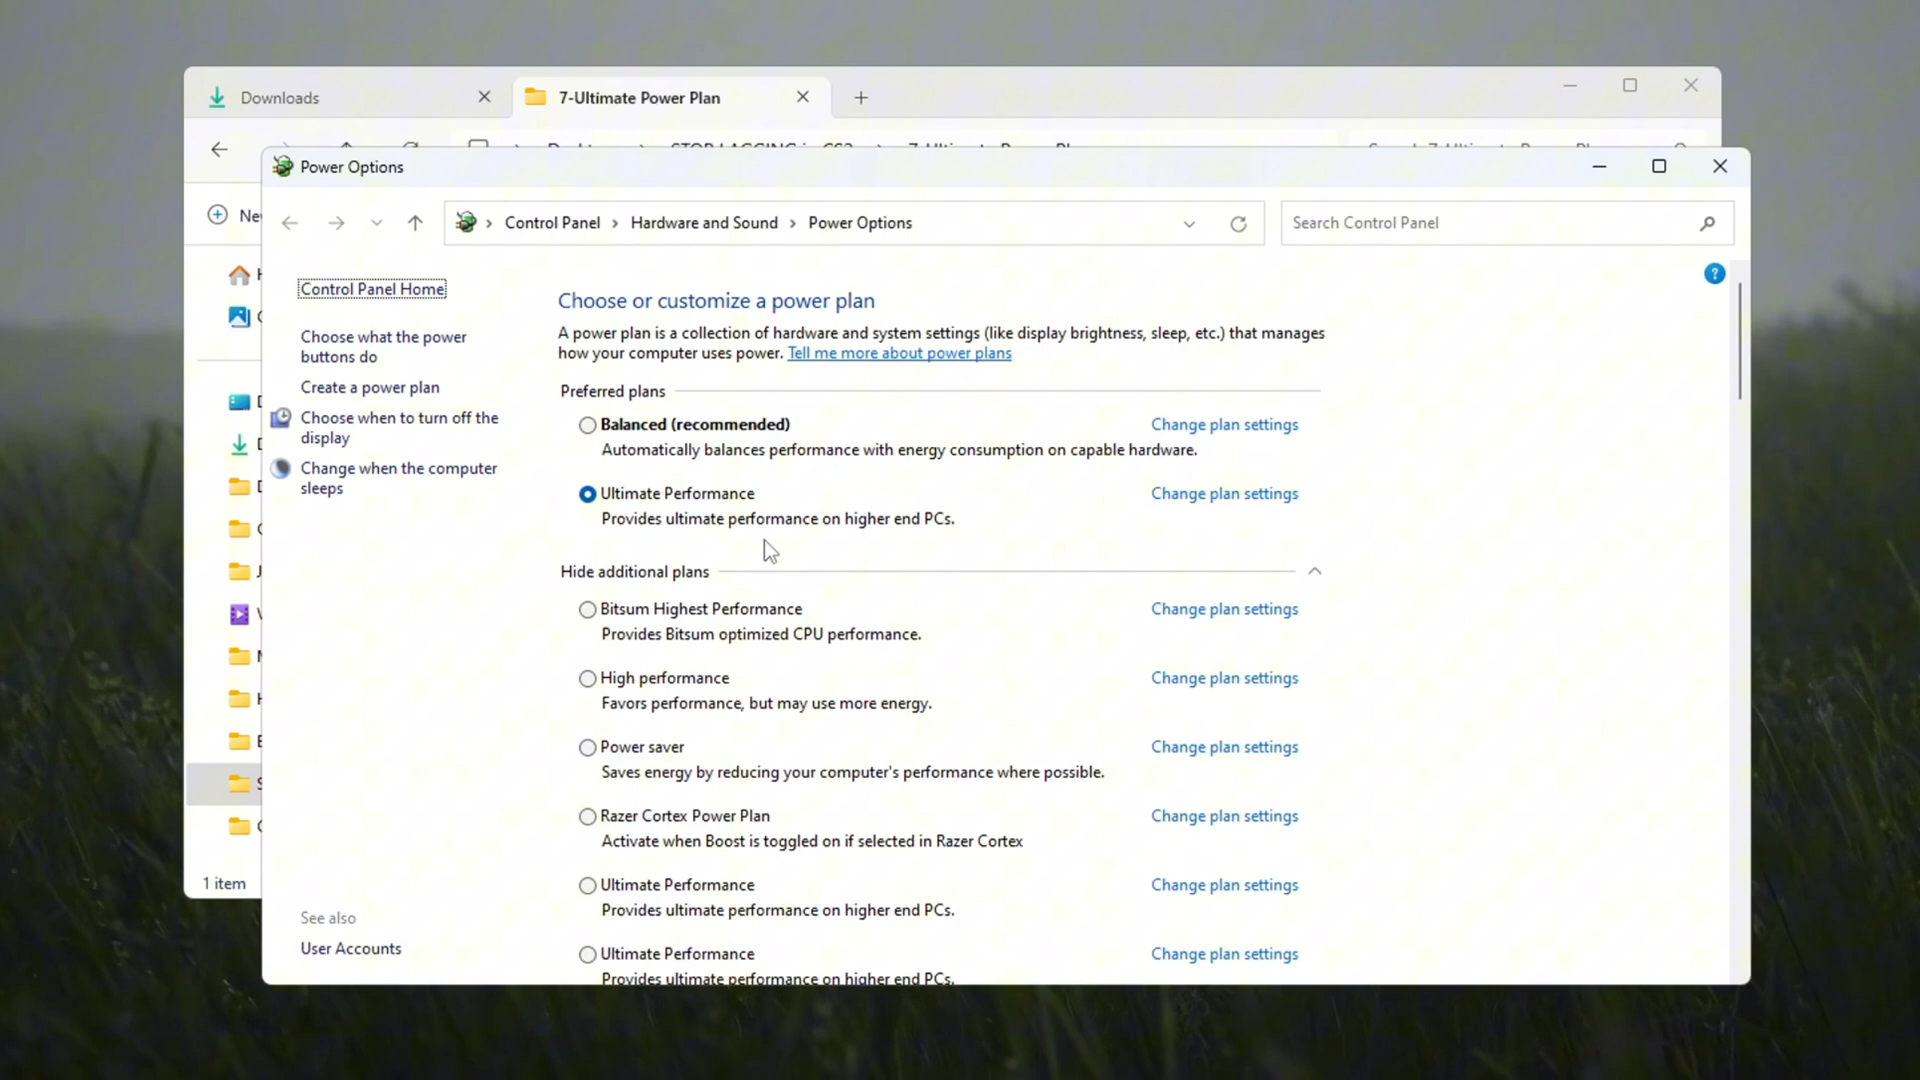 Downloads
7-Ultimate Power Plan
Power Options
Control Panel
Hardware and Sound
Power Options
Search Control Panel
Control Panel Home
Choose what the power
buttons do
Create a power plan
Choose when to turn off the
display
Change when the computer
sleeps
Choose or customize a power plan
A power plan is a collection of hardware and system settings (like display brightness, sleep, etc.) that manages
how your computer uses power. Tell me more about power plans
Preferred plans
Balanced (recommended) Change plan settings
Automatically balances performance with energy consumption on capable hardware.
Ultimate Performance Change plan settings
Provides ultimate performance on higher end PCs.
Hide additional plans
Bitsum Highest Performance Change plan settings
Provides Bitsum optimized CPU performance.
High performance Change plan settings
Favors performance, but may use more energy.
Power saver Change plan settings
Saves energy by reducing your computer's performance where possible.
Razer Cortex Power Plan Change plan settings
Activate when Boost is toggled on if selected in Razer Cortex
Ultimate Performance Change plan settings
Provides ultimate performance on higher end PCs.
Ultimate Performance Change plan settings
Provides ultimate performance on higher end PCs.
1 item
See also
User Accounts